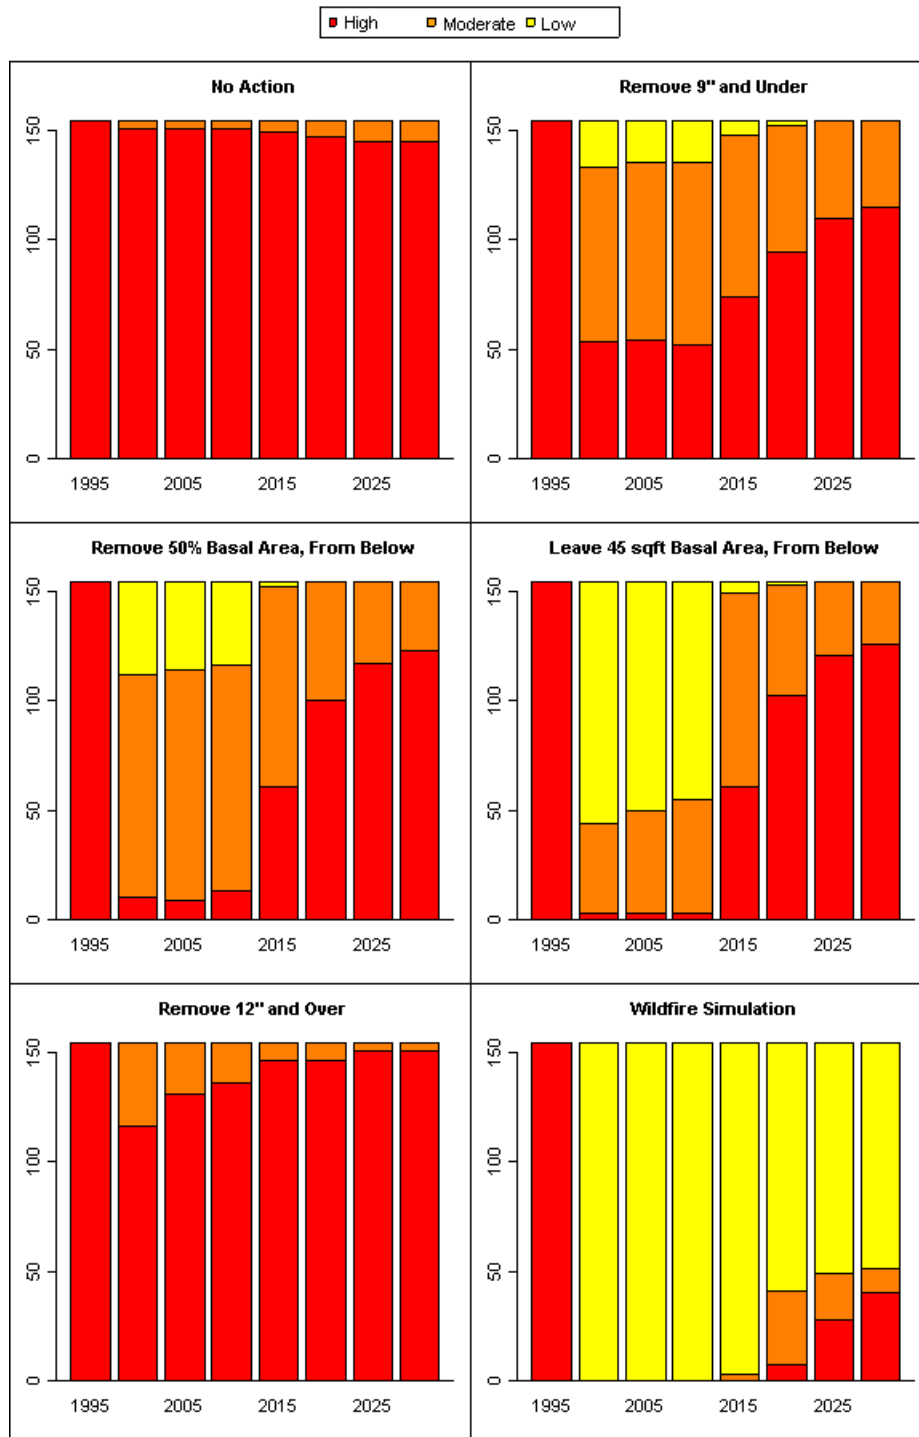 High Moderate Low
No Action
150
100
50
0
1995 2005 2015 2025
Remove 9" and Under
150
100
50
0
1995 2005 2015 2025
Remove 50% Basal Area, From Below
150
100
50
0
1995 2005 2015 2025
Leave 45 sqft Basal Area, From Below
150
100
50
0
1995 2005 2015 2025
Remove 12" and Over
150
100
50
0
1995 2005 2015 2025
Wildfire Simulation
150
100
50
0
1995 2005 2015 2025